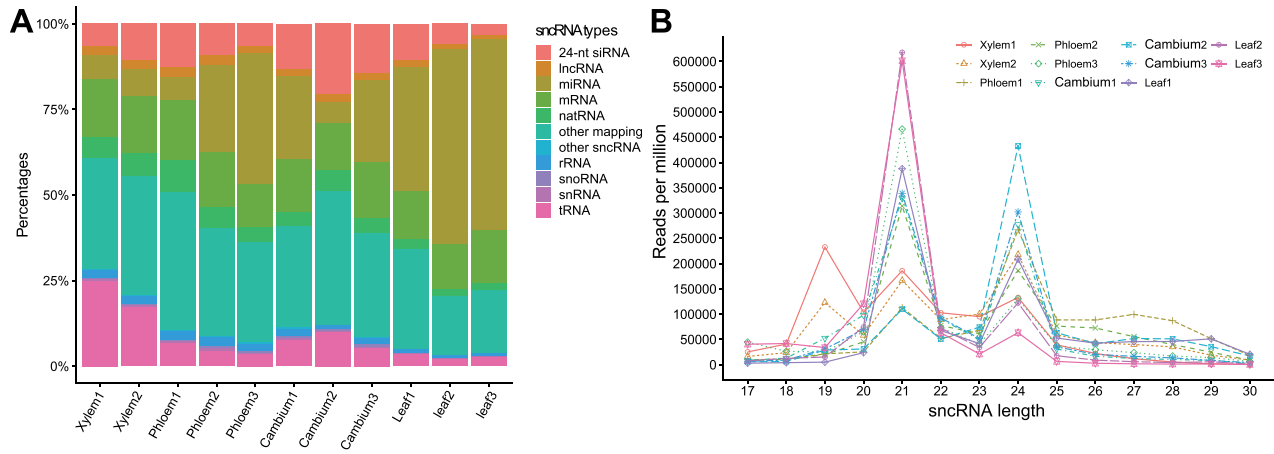 A
Percentages
100%
75%
50%
25%
0%
Xylem1
Xylem2
Phloem1
Phloem2
Phloem3
Cambium1
Cambium2
Cambium3
Leaf1
leaf2
leaf3
sncRNA types
24-nt siRNA
lncRNA
miRNA
mRNA
natRNA
other mapping
other sncRNA
rRNA
snoRNA
snRNA
tRNA
B
Reads per million
600000
550000
500000
450000
400000
350000
300000
250000
200000
150000
100000
50000
0
Xylem1
Xylem2
Phloem1
Phloem2
Phloem3
Cambium1
Cambium2
Cambium3
Leaf1
Leaf2
Leaf3
17 18 19 20 21 22 23 24 25 26 27 28 29 30
sncRNA length